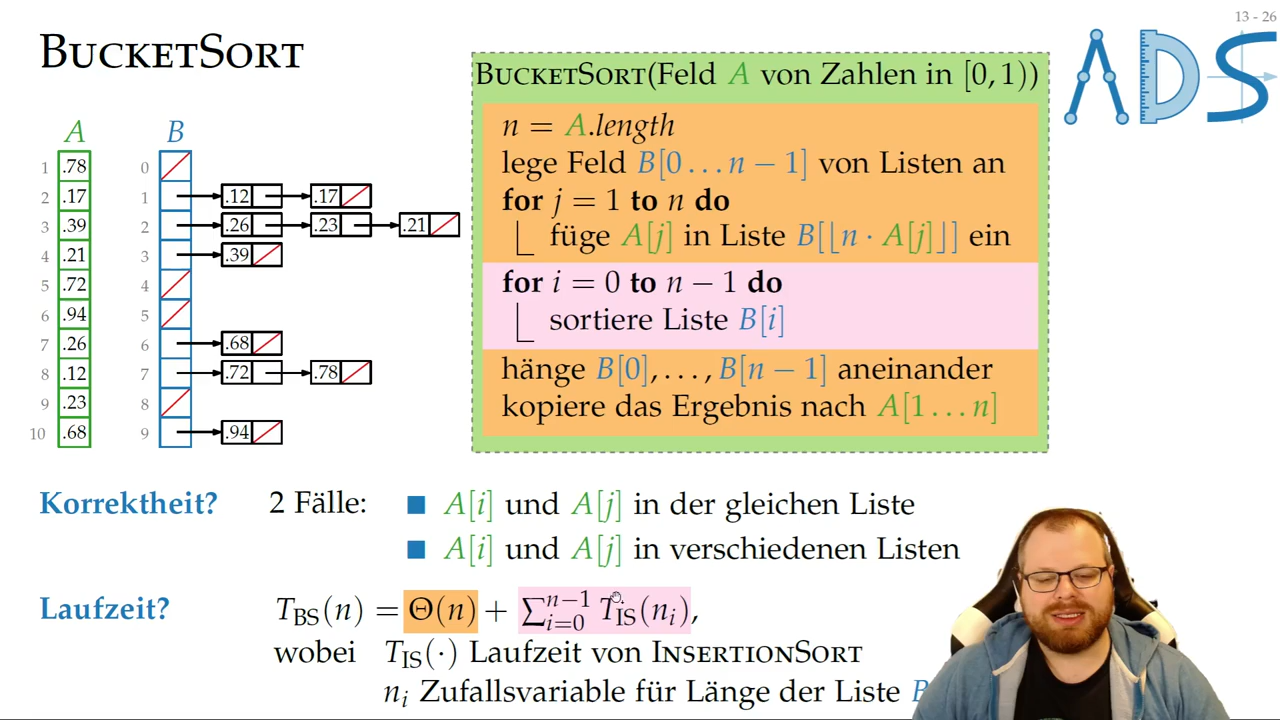 13 - 26
BUCKETSORT
ADS
BUCKETSORT(Feld A von Zahlen in [0, 1))
n = A.length
lege Feld B[0 … n − 1] von Listen an
for j = 1 to n do
füge A[j] in Liste B[⌊n · A[j]⌋] ein
for i = 0 to n − 1 do
sortiere Liste B[i]
hänge B[0], …, B[n − 1] aneinander
kopiere das Ergebnis nach A[1 … n]
A B
1 .78 0
2 .17 1 .12 .17
3 .39 2 .26 .23 .21
4 .21 3 .39
5 .72 4
6 .94 5
7 .26 6 .68
8 .12 7 .72 .78
9 .23 8
10 .68 9 .94
Korrektheit? 2 Fälle: ■ A[i] und A[j] in der gleichen Liste
■ A[i] und A[j] in verschiedenen Listen
Laufzeit? T_BS(n) = Θ(n) + ∑_{i=0}^{n−1} T_IS(n_i),
wobei T_IS(·) Laufzeit von INSERTIONSORT
n_i Zufallsvariable für Länge der Liste B